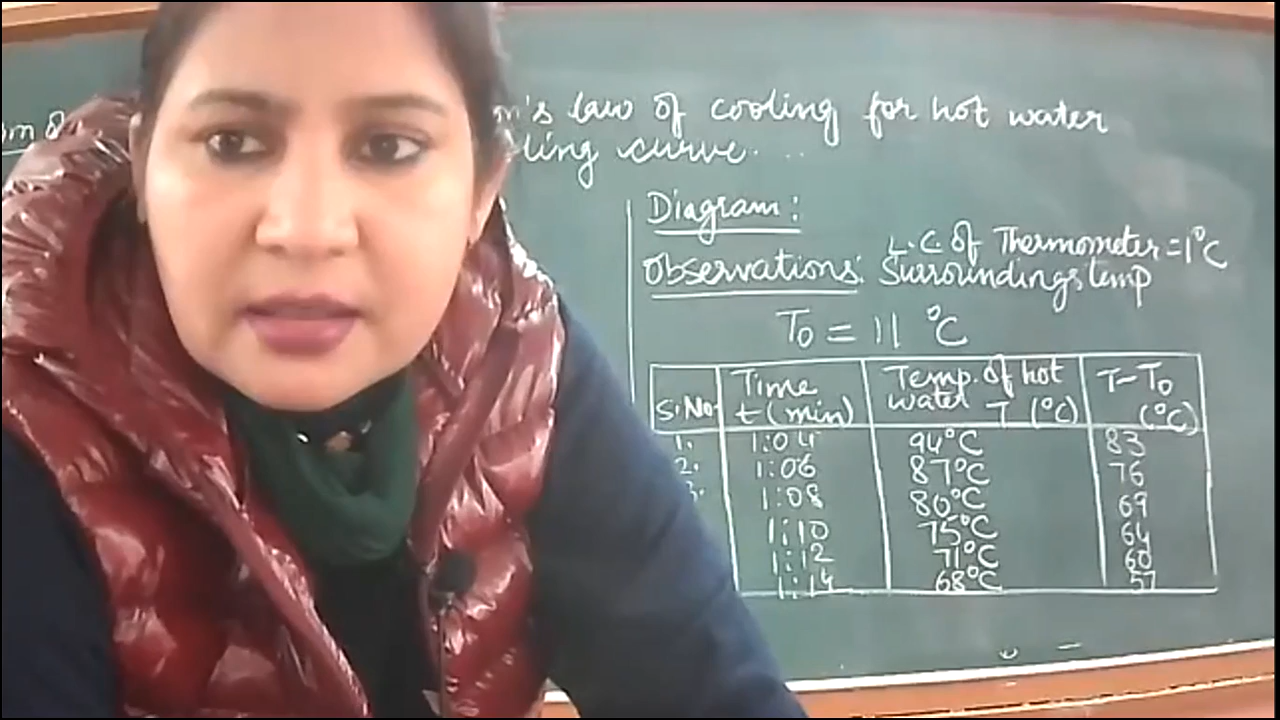 n's law of cooling for hot water
ling curve...
Diagram:
L.C. of Thermometer = 1°C
Observations: Surroundings temp
T0 = 11 °C
S.No. Time t (min) Temp. of hot water T (°C) T-T0 (°C)
1. 1:04 94°C 83
2. 1:06 87°C 76
3. 1:08 80°C 69
1:10 75°C 64
1:12 71°C 60
1:14 68°C 57